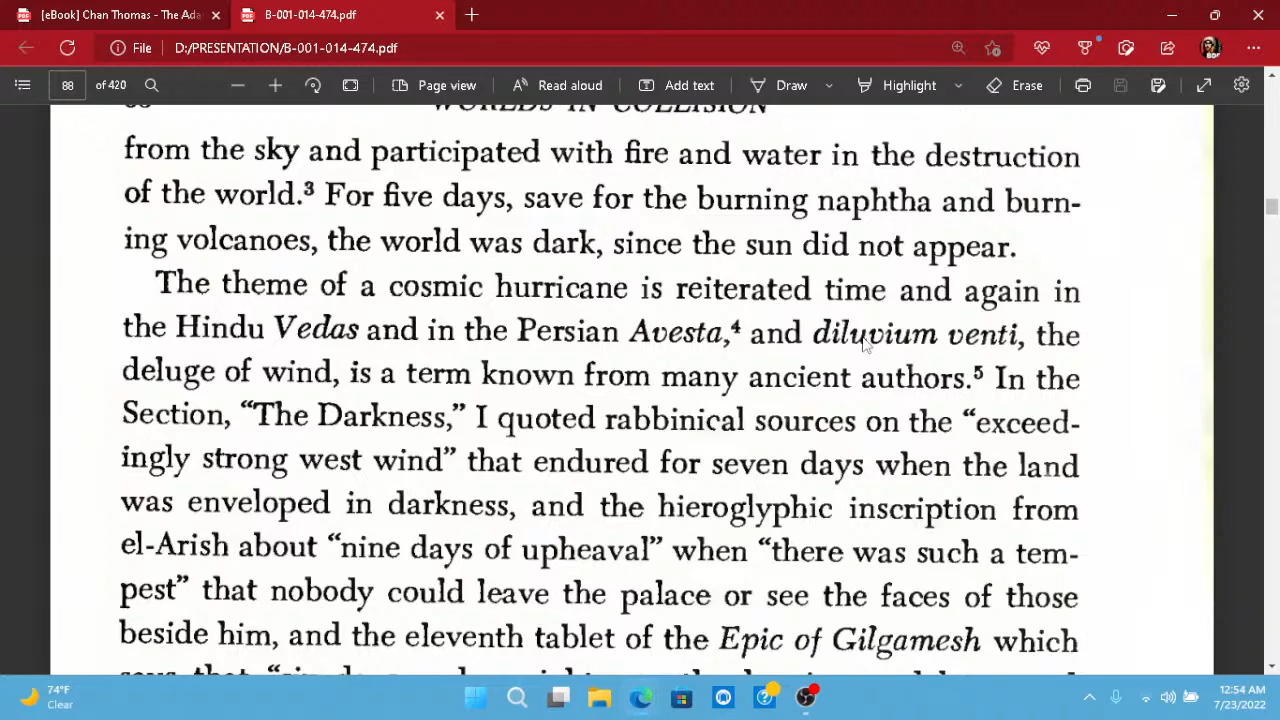 [eBook] Chan Thomas - The Ada
B-001-014-474.pdf
File
D:/PRESENTATION/B-001-014-474.pdf
88 of 420
Page view
Read aloud
Add text
Draw
Highlight
Erase
WORLDS IN COLLISION
from the sky and participated with fire and water in the destruction
of the world.³ For five days, save for the burning naphtha and burn-
ing volcanoes, the world was dark, since the sun did not appear.
The theme of a cosmic hurricane is reiterated time and again in
the Hindu Vedas and in the Persian Avesta,⁴ and diluvium venti, the
deluge of wind, is a term known from many ancient authors.⁵ In the
Section, “The Darkness,” I quoted rabbinical sources on the “exceed-
ingly strong west wind” that endured for seven days when the land
was enveloped in darkness, and the hieroglyphic inscription from
el-Arish about “nine days of upheaval” when “there was such a tem-
pest” that nobody could leave the palace or see the faces of those
beside him, and the eleventh tablet of the Epic of Gilgamesh which
74°F
Clear
12:54 AM
7/23/2022